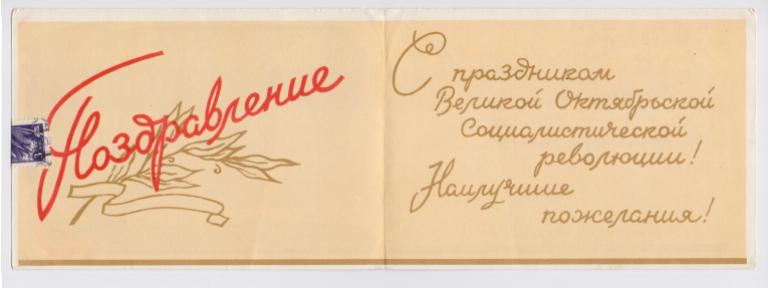 Поздравление
С праздником
Великой Октябрьской
Социалистической
революции!
Наилучшие
пожелания!